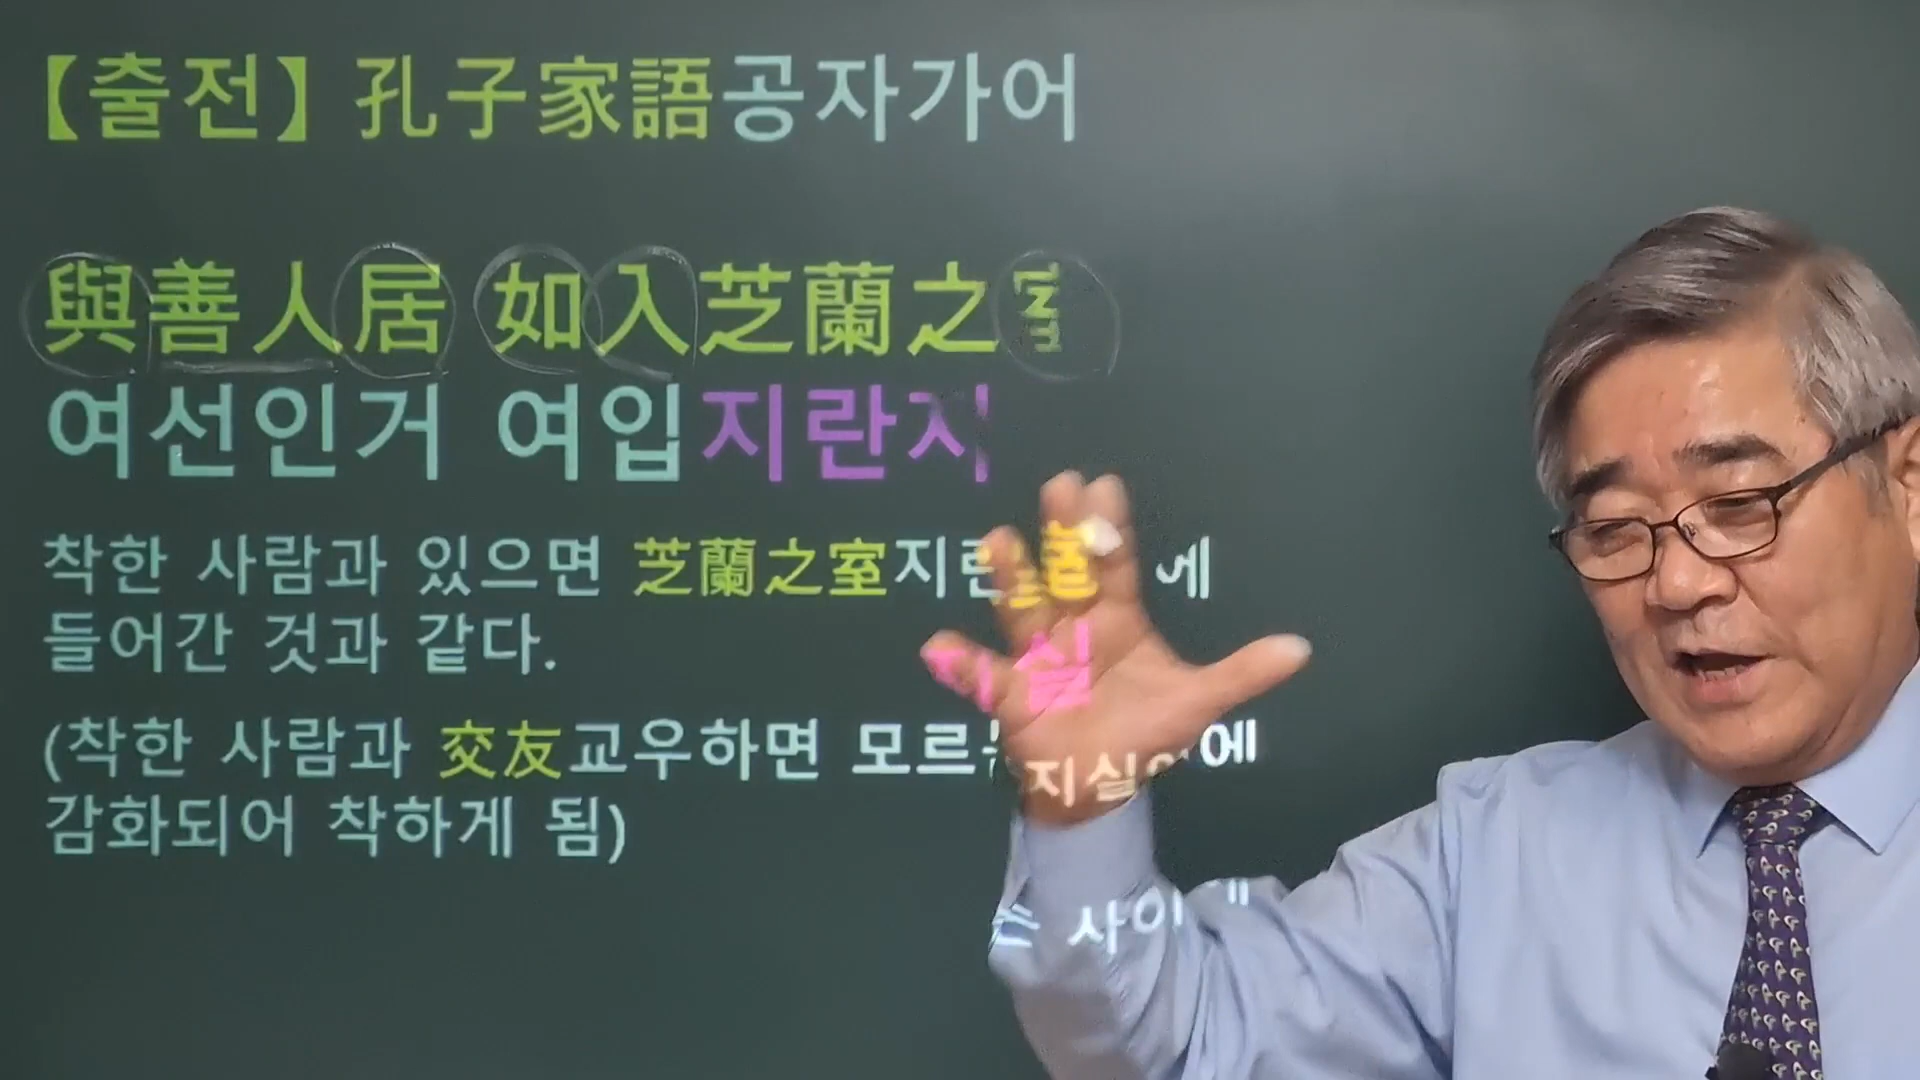 【출전】 孔子家語공자가어
與善人居 如入芝蘭之
여선인거 여입지란지
착한 사람과 있으면 芝蘭之室지란 에
들어간 것과 같다.
(착한 사람과 交友교우하면 모르는 사이에
감화되어 착하게 됨)